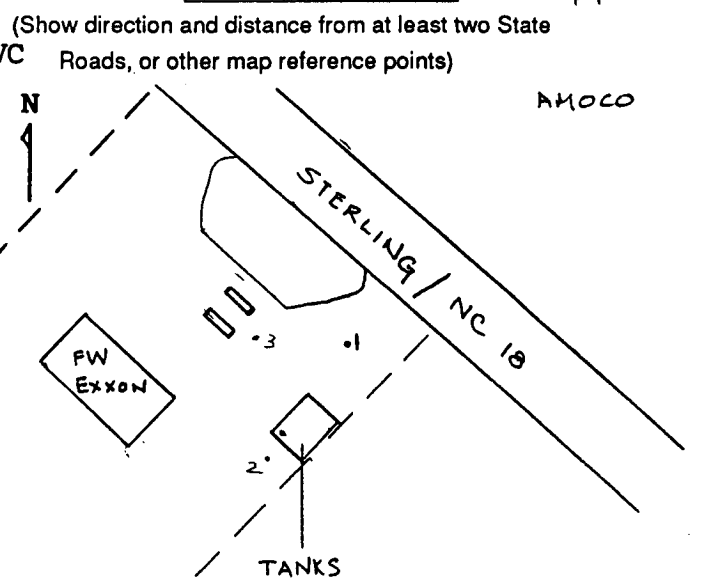 (Show direction and distance from at least two State
Roads, or other map reference points)
N
AMOCO
STERLING / NC 18
3
1
FW
EXXON
2
TANKS